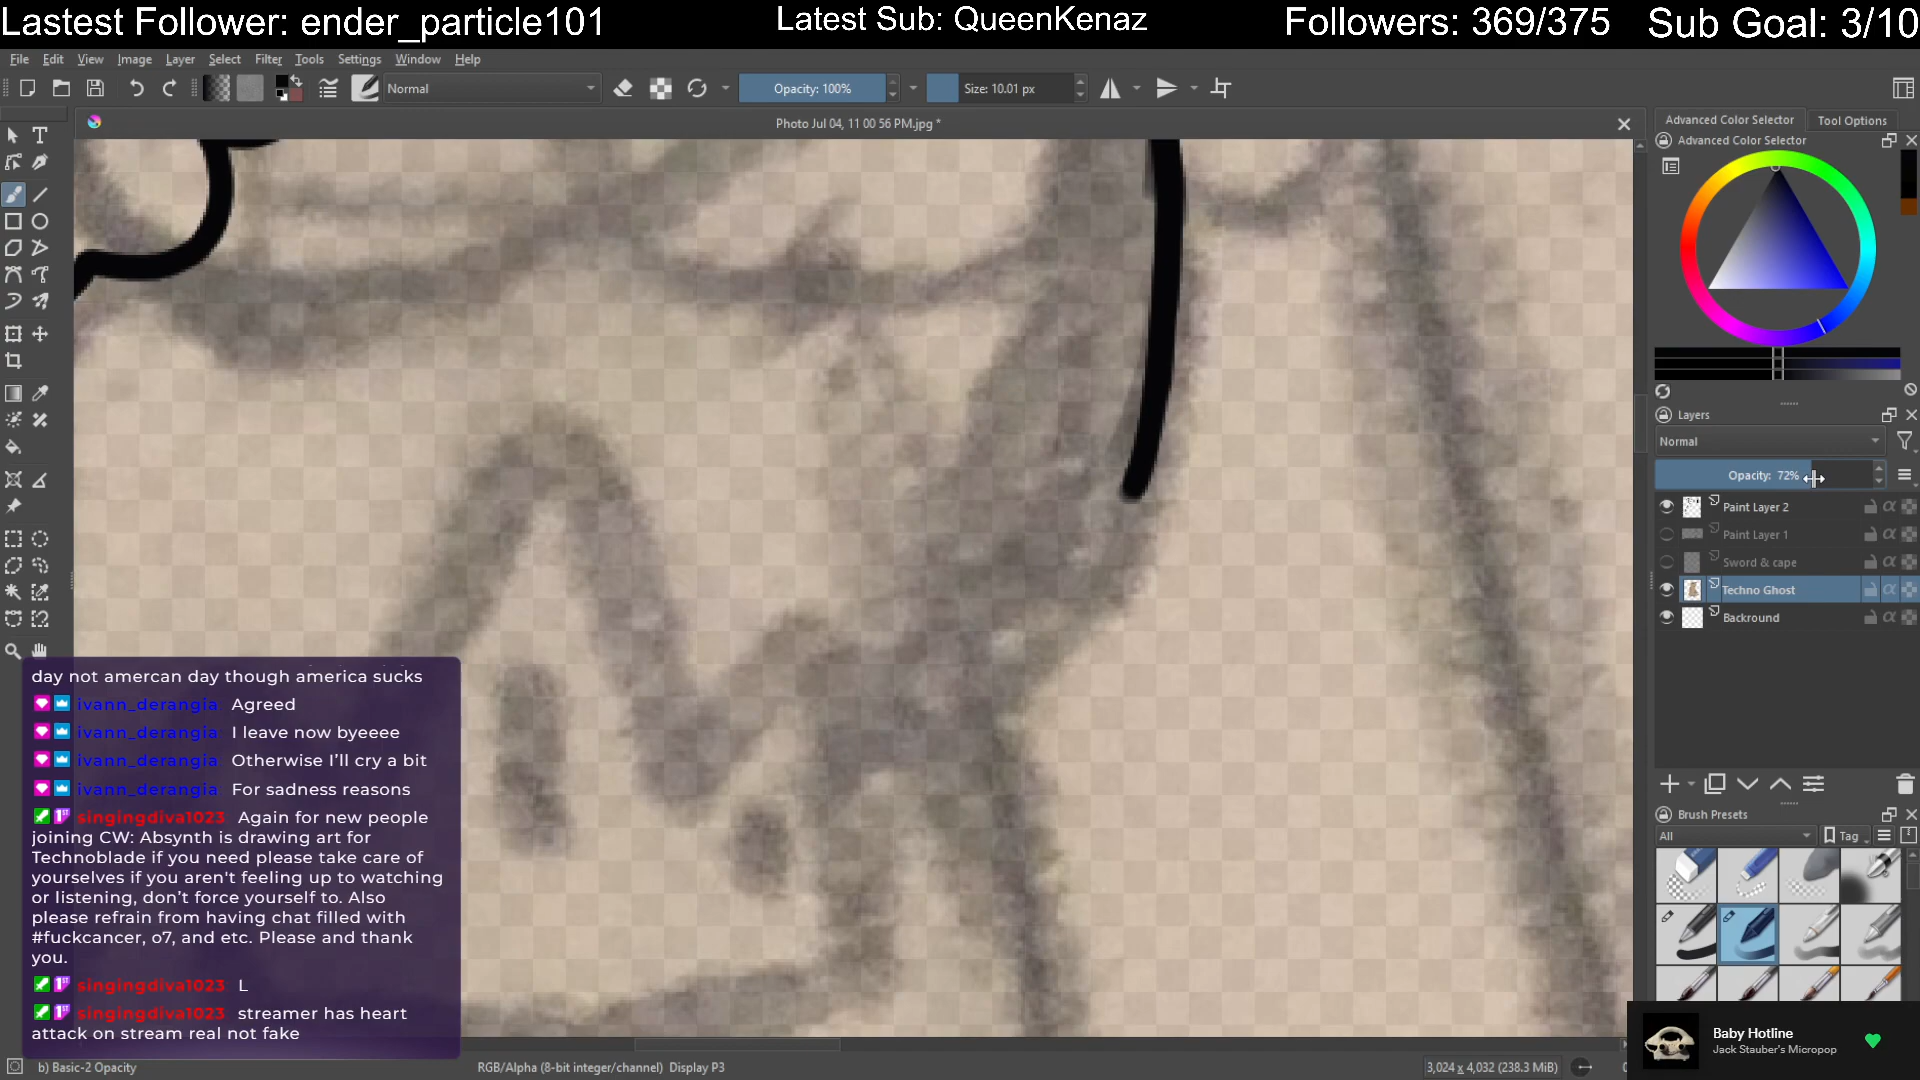 Lastest Follower: ender_particle101
Latest Sub: QueenKenaz
Followers: 369/375
Sub Goal: 3/10
File Edit View Image Layer Select Filter Tools Settings Window Help
Normal
Opacity: 100%
Size: 10.01 px
Photo Jul 04, 11 00 56 PM.jpg *
Advanced Color Selector
Tool Options
Advanced Color Selector
Layers
Normal
Opacity: 72%
Paint Layer 2
Paint Layer 1
Sword & cape
Techno Ghost
Backround
Brush Presets
All
Tag
day not amercan day though america sucks
ivann_derangia: Agreed
ivann_derangia: I leave now byeeee
ivann_derangia: Otherwise I'll cry a bit
ivann_derangia: For sadness reasons
singingdiva1023: Again for new people
joining CW: Absynth is drawing art for
Technoblade if you need please take care of
yourselves if you aren't feeling up to watching
or listening, don't force yourself to. Also
please refrain from having chat filled with
#fuckcancer, o7, and etc. Please and thank
you.
singingdiva1023: L
singingdiva1023: streamer has heart
attack on stream real not fake
b) Basic-2 Opacity
RGB/Alpha (8-bit integer/channel) Display P3
3,024 x 4,032 (238.3 MiB)
Baby Hotline
Jack Stauber's Micropop